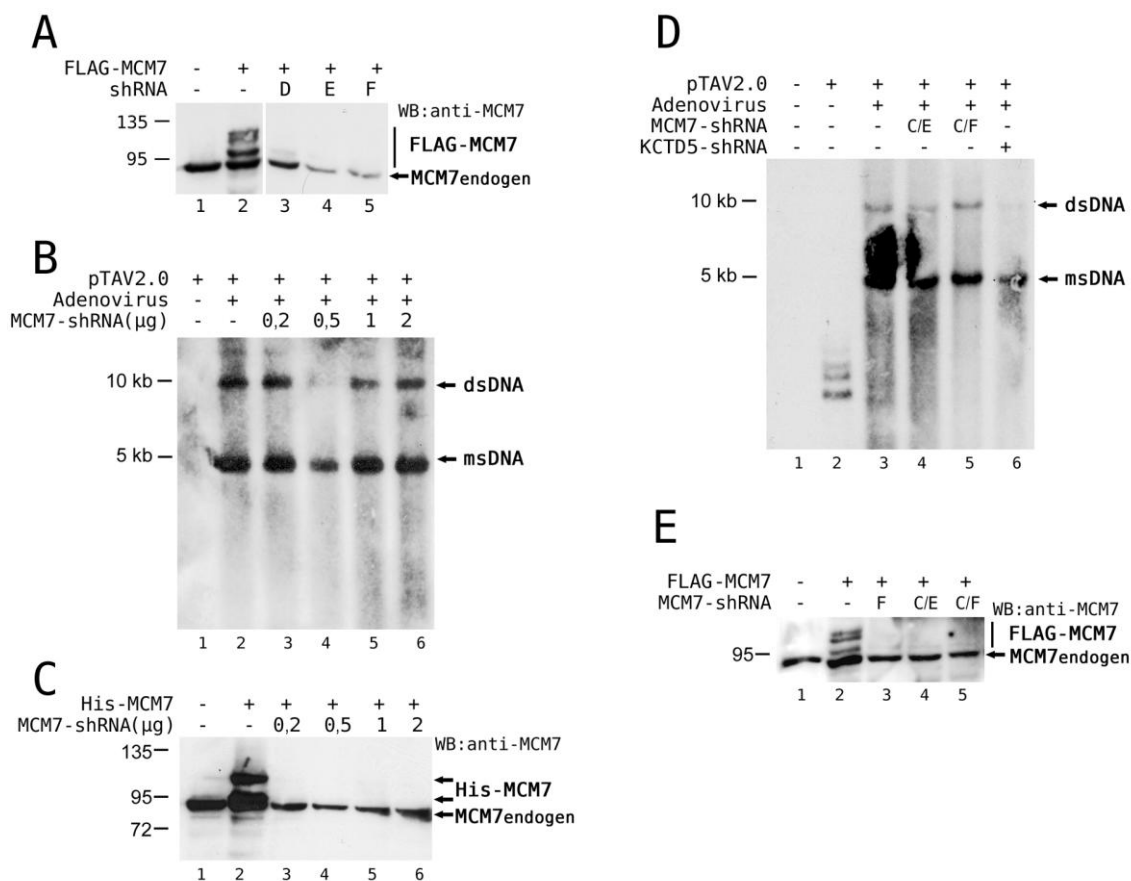 A
FLAG-MCM7 - + + + +
shRNA - - D E F
WB:anti-MCM7
135
FLAG-MCM7
95
MCM7endogen
1 2 3 4 5
B
pTAV2.0 + + + + + +
Adenovirus - + + + + +
MCM7-shRNA(µg) - - 0,2 0,5 1 2
10 kb
dsDNA
5 kb
msDNA
1 2 3 4 5 6
C
His-MCM7 - + + + + +
MCM7-shRNA(µg) - - 0,2 0,5 1 2
WB:anti-MCM7
135
His-MCM7
95
MCM7endogen
72
1 2 3 4 5 6
D
pTAV2.0 - + + + + +
Adenovirus - - + + + +
MCM7-shRNA - - - C/E C/F -
KCTD5-shRNA - - - - - +
10 kb
dsDNA
5 kb
msDNA
1 2 3 4 5 6
E
FLAG-MCM7 - + + + +
MCM7-shRNA - - F C/E C/F
WB:anti-MCM7
FLAG-MCM7
95
MCM7endogen
1 2 3 4 5